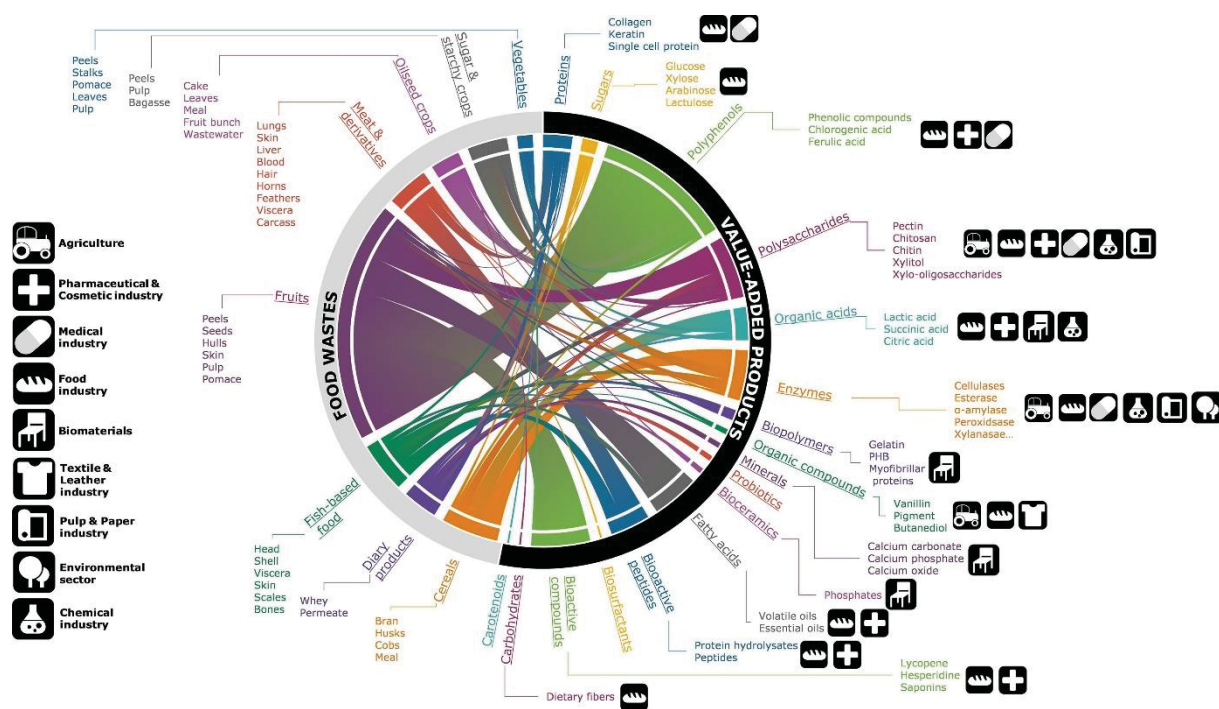 Vegetables
Peels
Stalks
Pomace
Leaves
Pulp
Sugar &
starchy crops
Peels
Pulp
Bagasse
Oilseed crops
Cake
Leaves
Meal
Fruit bunch
Wastewater
Meat &
derivatives
Lungs
Skin
Liver
Blood
Hair
Horns
Feathers
Viscera
Carcass
Fruits
Peels
Seeds
Hulls
Skin
Pulp
Pomace
Fish-based
food
Head
Shell
Viscera
Skin
Scales
Bones
Diary
products
Whey
Permeate
Cereals
Bran
Husks
Cobs
Meal
FOOD WASTES
VALUE-ADDED PRODUCTS
Proteins
Collagen
Keratin
Single cell protein
Sugars
Glucose
Xylose
Arabinose
Lactulose
Polyphenols
Phenolic compounds
Chlorogenic acid
Ferulic acid
Polysaccharides
Pectin
Chitosan
Chitin
Xylitol
Xylo-oligosaccharides
Organic acids
Lactic acid
Succinic acid
Citric acid
Enzymes
Cellulases
Esterase
α-amylase
Peroxidsase
Xylanasae...
Biopolymers
Gelatin
PHB
Myofibrillar
proteins
Organic compounds
Vanillin
Pigment
Butanediol
Minerals
Calcium carbonate
Calcium phosphate
Calcium oxide
Probiotics
Bioceramics
Phosphates
Fatty acids
Volatile oils
Essential oils
Biooactive
peptides
Protein hydrolysates
Peptides
Biosurfactants
Bioactive
compounds
Lycopene
Hesperidine
Saponins
Carbohydrates
Dietary fibers
Carotenoids
Agriculture
Pharmaceutical &
Cosmetic industry
Medical
industry
Food
industry
Biomaterials
Textile &
Leather
industry
Pulp & Paper
industry
Environmental
sector
Chemical
industry